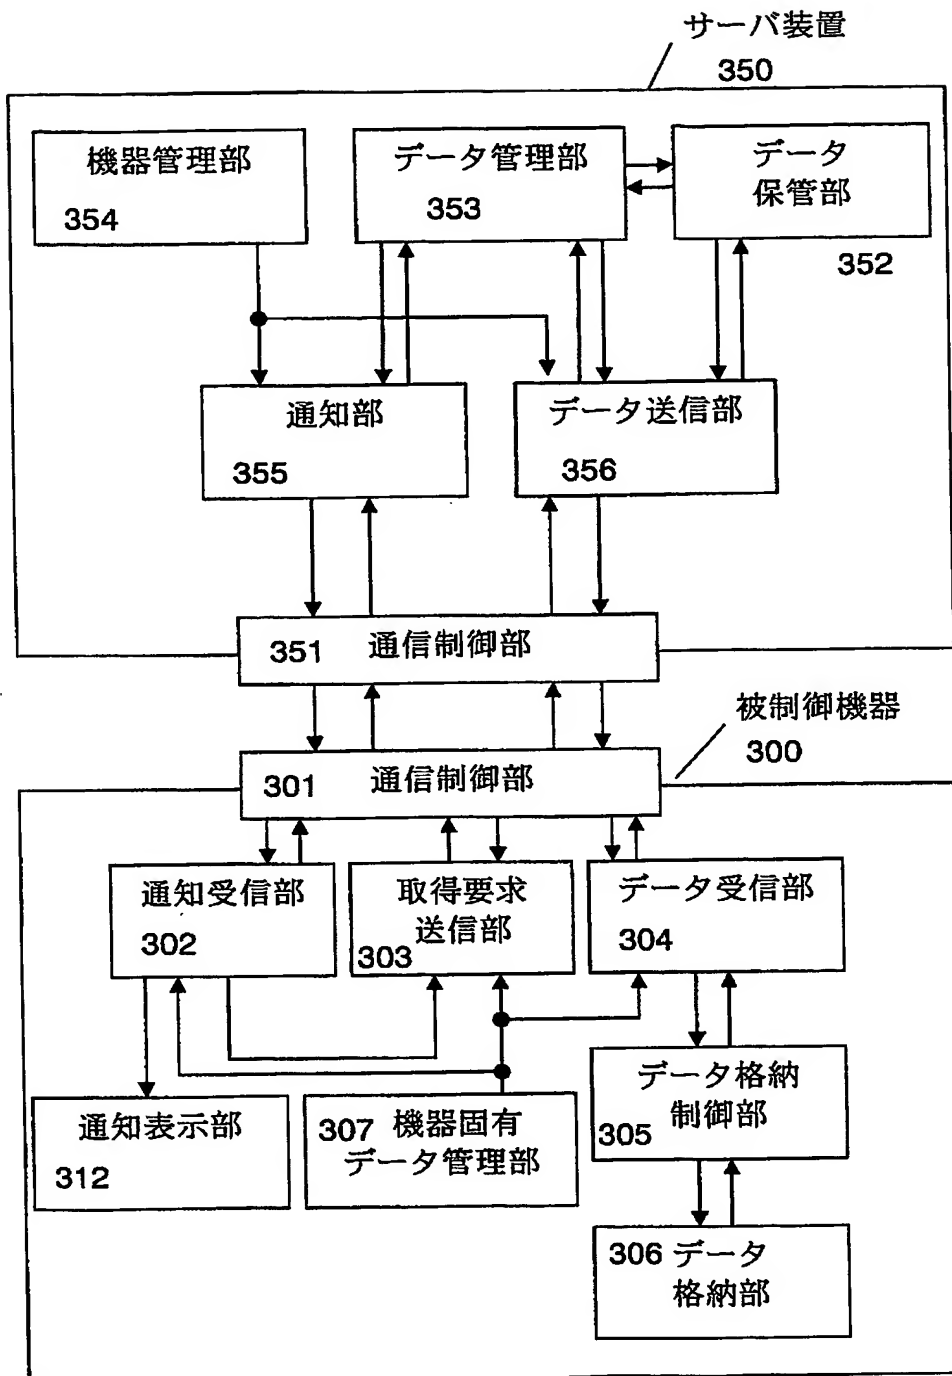 サーバ装置
350
機器管理部
354
データ管理部
353
データ
保管部
352
通知部
355
データ送信部
356
351 通信制御部
被制御機器
300
301 通信制御部
通知受信部
302
取得要求
送信部
303
データ受信部
304
通知表示部
312
307 機器固有
データ管理部
データ格納
制御部
305
306 データ
格納部